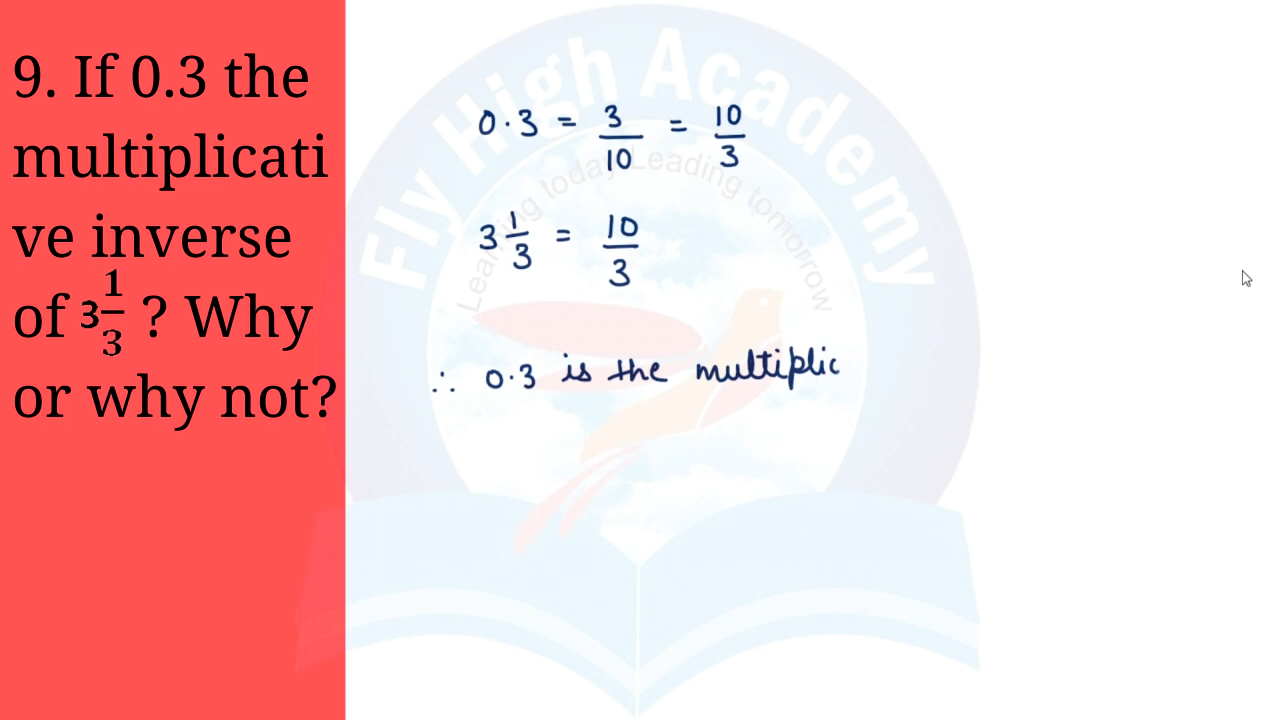 Fly High Academy
Learning today Leading tomorrow
9. If 0.3 the
multiplicati
ve inverse
of 3 1/3 ? Why
or why not?
0.3 = 3/10 = 10/3
3 1/3 = 10/3
∴ 0.3 is the multiplic